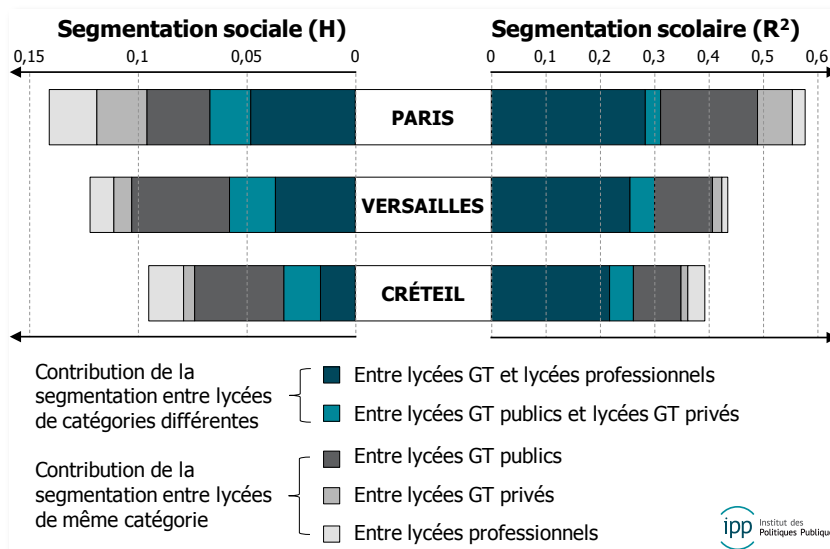 Segmentation sociale (H) Segmentation scolaire (R²)
0,15 0,1 0,05 0 0 0,1 0,2 0,3 0,4 0,5 0,6
PARIS
VERSAILLES
CRÉTEIL
Contribution de la
segmentation entre lycées
de catégories différentes
Entre lycées GT et lycées professionnels
Entre lycées GT publics et lycées GT privés
Contribution de la
segmentation entre lycées
de même catégorie
Entre lycées GT publics
Entre lycées GT privés
Entre lycées professionnels
ipp Institut des
Politiques Publique